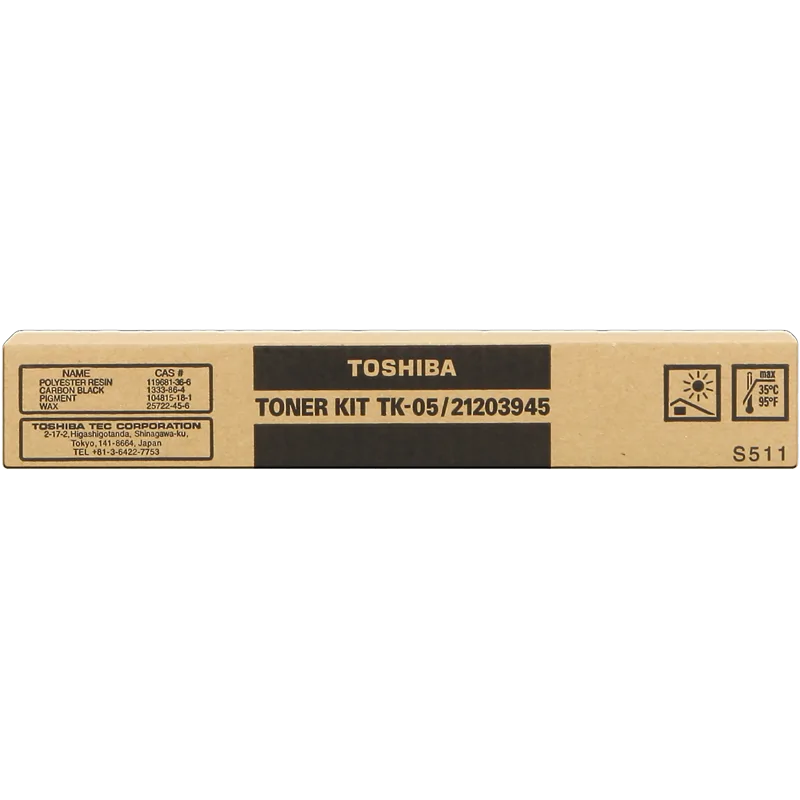 NAME CAS #
POLYESTER RESIN 119681-36-6
CARBON BLACK 1333-86-4
PIGMENT 104815-18-1
WAX 25722-45-6
TOSHIBA TEC CORPORATION
2-17-2, Higashigotanda, Shinagawa-ku,
Tokyo, 141-8664, Japan
TEL +81-3-6422-7753
TOSHIBA
TONER KIT TK-05/21203945
max
35°C
95°F
S511